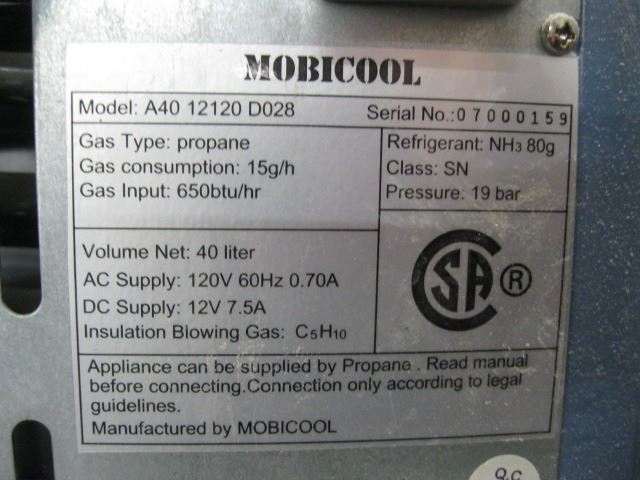 MOBICOOL
Model: A40 12120 D028 Serial No.:07000159
Gas Type: propane
Gas consumption: 15g/h
Gas Input: 650btu/hr
Refrigerant: NH₃ 80g
Class: SN
Pressure: 19 bar
Volume Net: 40 liter
AC Supply: 120V 60Hz 0.70A
DC Supply: 12V 7.5A
Insulation Blowing Gas: C₅H₁₀
CSA ®
Appliance can be supplied by Propane . Read manual
before connecting.Connection only according to legal
guidelines.
Manufactured by MOBICOOL
Q.C